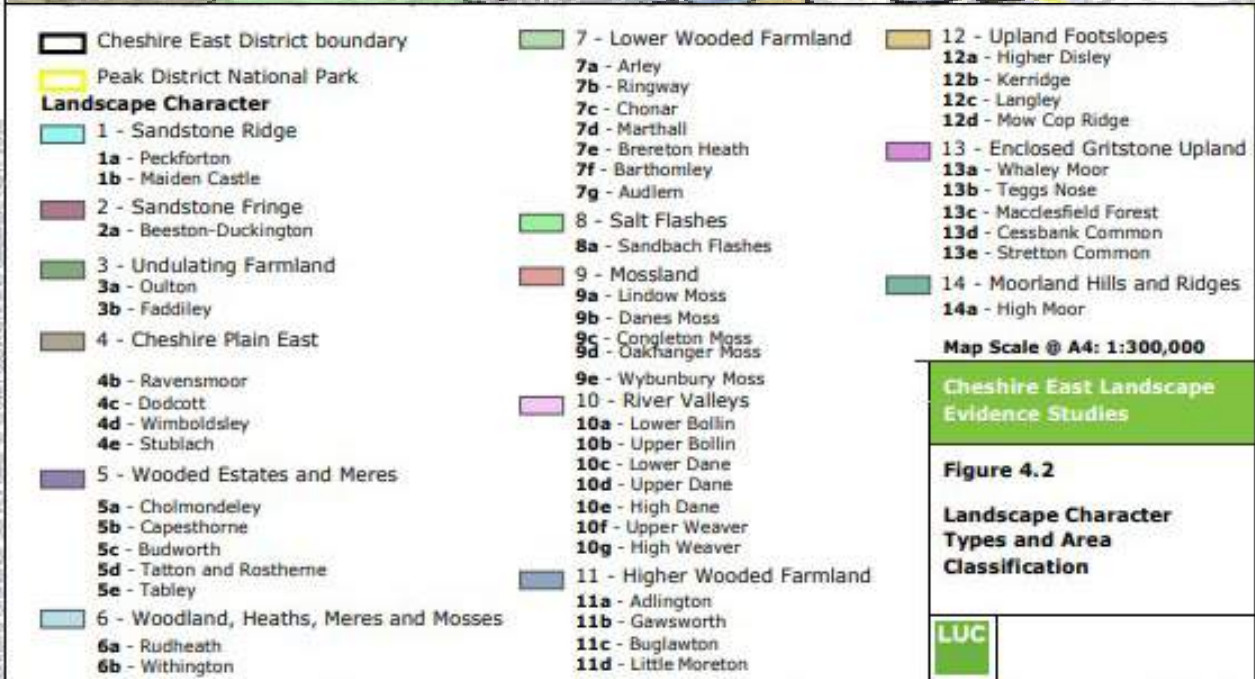 Cheshire East District boundary
Peak District National Park
Landscape Character
1 - Sandstone Ridge
1a - Peckforton
1b - Maiden Castle
2 - Sandstone Fringe
2a - Beeston-Duckington
3 - Undulating Farmland
3a - Oulton
3b - Faddiley
4 - Cheshire Plain East
4b - Ravensmoor
4c - Dodcott
4d - Wimboldsley
4e - Stublach
5 - Wooded Estates and Meres
5a - Cholmondeley
5b - Capesthorne
5c - Budworth
5d - Tatton and Rostherne
5e - Tabley
6 - Woodland, Heaths, Meres and Mosses
6a - Rudheath
6b - Withington
7 - Lower Wooded Farmland
7a - Arley
7b - Ringway
7c - Chonar
7d - Marthall
7e - Brereton Heath
7f - Barthomley
7g - Audlem
8 - Salt Flashes
8a - Sandbach Flashes
9 - Mossland
9a - Lindow Moss
9b - Danes Moss
9c - Congleton Moss
9d - Oakhanger Moss
9e - Wybunbury Moss
10 - River Valleys
10a - Lower Bollin
10b - Upper Bollin
10c - Lower Dane
10d - Upper Dane
10e - High Dane
10f - Upper Weaver
10g - High Weaver
11 - Higher Wooded Farmland
11a - Adlington
11b - Gawsworth
11c - Buglawton
11d - Little Moreton
12 - Upland Footslopes
12a - Higher Disley
12b - Kerridge
12c - Langley
12d - Mow Cop Ridge
13 - Enclosed Gritstone Upland
13a - Whaley Moor
13b - Teggs Nose
13c - Macclesfield Forest
13d - Cessbank Common
13e - Stretton Common
14 - Moorland Hills and Ridges
14a - High Moor
Map Scale @ A4: 1:300,000
Cheshire East Landscape
Evidence Studies
Figure 4.2
Landscape Character
Types and Area
Classification
LUC